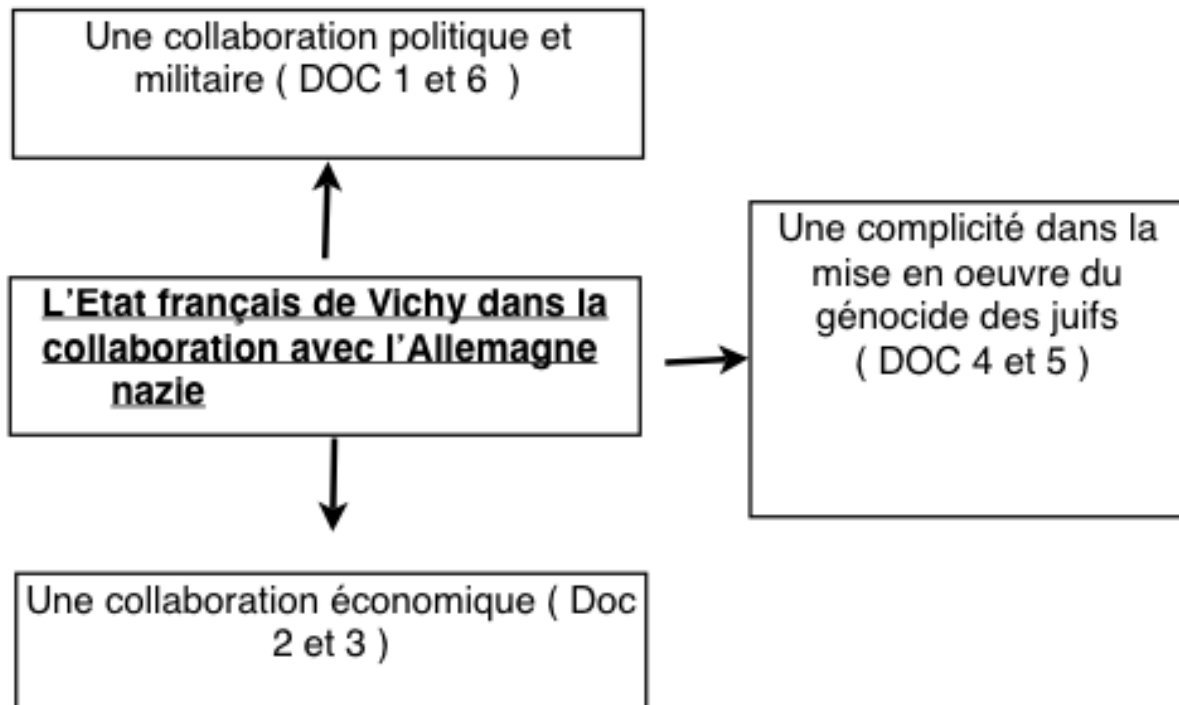 Une collaboration politique et
militaire ( DOC 1 et 6 )
L'Etat français de Vichy dans la
collaboration avec l'Allemagne
nazie
Une complicité dans la
mise en oeuvre du
génocide des juifs
( DOC 4 et 5 )
Une collaboration économique ( Doc
2 et 3 )